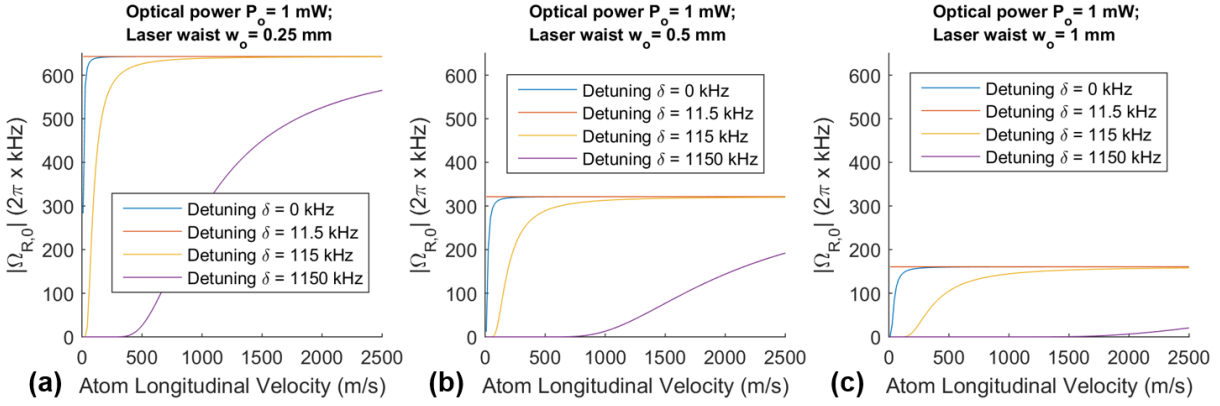 Optical power P_o = 1 mW;
Laser waist w_o = 0.25 mm
|Ω_R,0| (2π x kHz)
600
500
400
300
200
100
0
Detuning δ = 0 kHz
Detuning δ = 11.5 kHz
Detuning δ = 115 kHz
Detuning δ = 1150 kHz
0 500 1000 1500 2000 2500
(a) Atom Longitudinal Velocity (m/s)
Optical power P_o = 1 mW;
Laser waist w_o = 0.5 mm
|Ω_R,0| (2π x kHz)
600
500
400
300
200
100
0
Detuning δ = 0 kHz
Detuning δ = 11.5 kHz
Detuning δ = 115 kHz
Detuning δ = 1150 kHz
0 500 1000 1500 2000 2500
(b) Atom Longitudinal Velocity (m/s)
Optical power P_o = 1 mW;
Laser waist w_o = 1 mm
|Ω_R,0| (2π x kHz)
600
500
400
300
200
100
0
Detuning δ = 0 kHz
Detuning δ = 11.5 kHz
Detuning δ = 115 kHz
Detuning δ = 1150 kHz
0 500 1000 1500 2000 2500
(c) Atom Longitudinal Velocity (m/s)